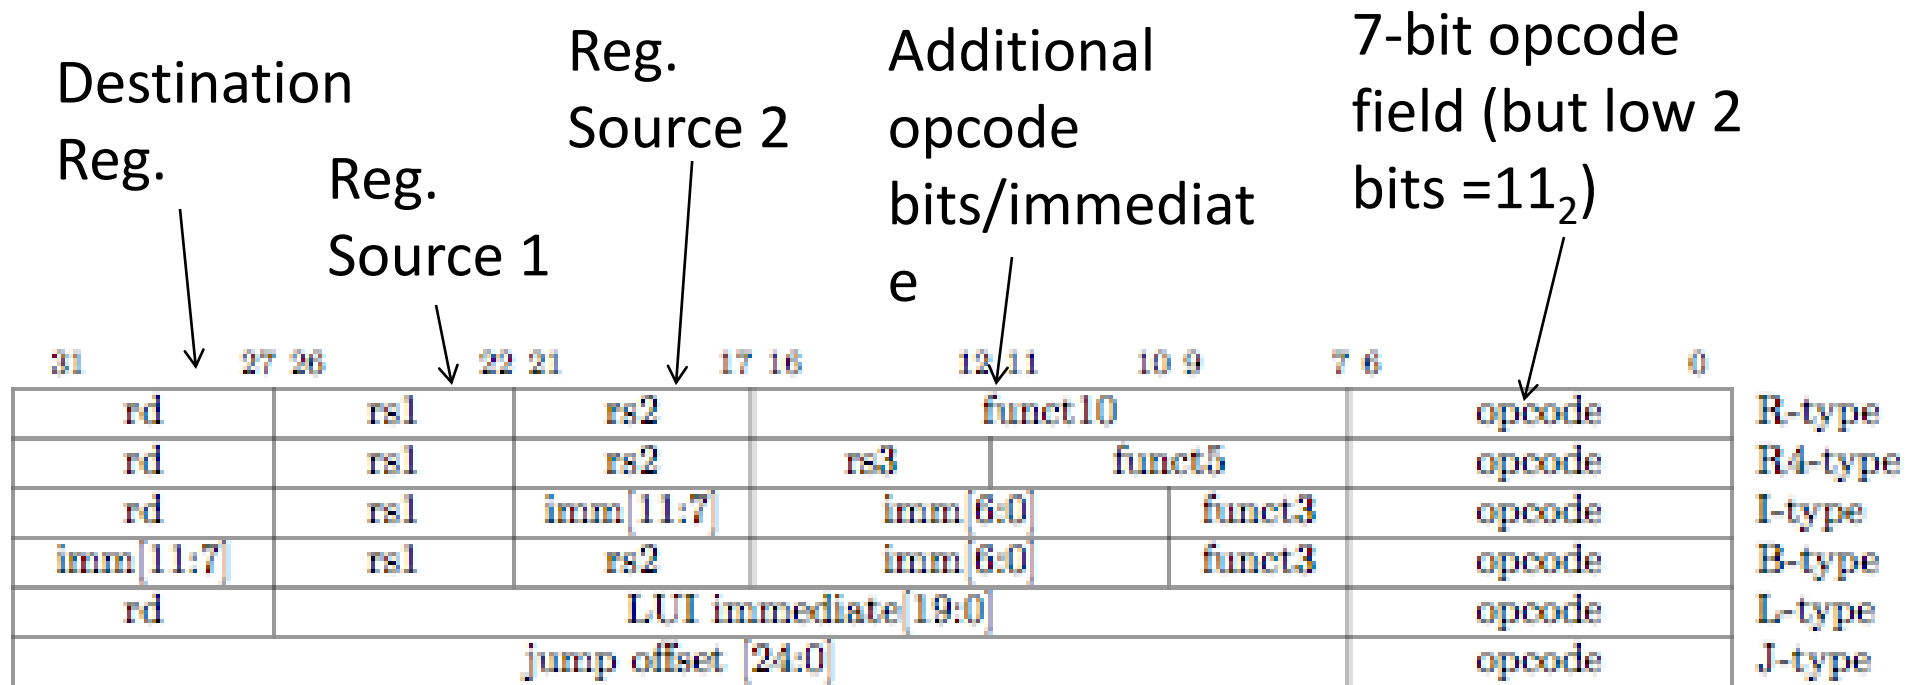 Destination
Reg.
Reg.
Source 1
Reg.
Source 2
Additional
opcode
bits/immediat
e
7-bit opcode
field (but low 2
bits =11₂)
31 27 26 22 21 17 16 12 11 10 9 7 6 0
rd rs1 rs2 funct10 opcode R-type
rd rs1 rs2 rs3 funct5 opcode R4-type
rd rs1 imm[11:7] imm[6:0] funct3 opcode I-type
imm[11:7] rs1 rs2 imm[6:0] funct3 opcode B-type
rd LUI immediate[19:0] opcode L-type
jump offset [24:0] opcode J-type